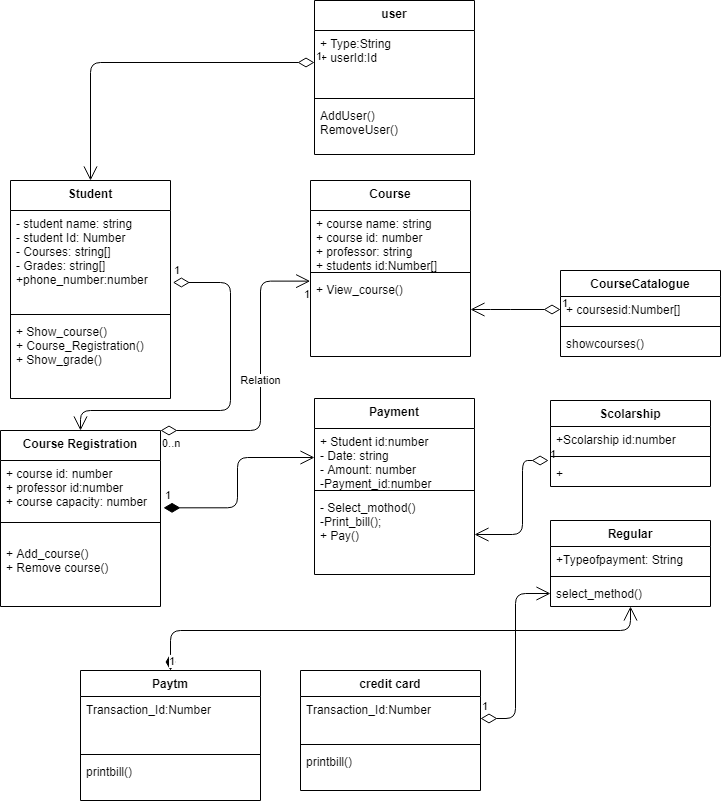 user
+ Type:String
1
+ userId:Id
AddUser()
RemoveUser()
Student
- student name: string
- student Id: Number
- Courses: string[]
- Grades: string[]
+phone_number:number
1
+ Show_course()
+ Course_Registration()
+ Show_grade()
Course
+ course name: string
+ course id: number
+ professor: string
+ students id:Number[]
1
+ View_course()
CourseCatalogue
1
+ coursesid:Number[]
showcourses()
Relation
Course Registration
0..n
+ course id: number
+ professor id:number
+ course capacity: number
1
+ Add_course()
+ Remove course()
Payment
+ Student id:number
- Date: string
- Amount: number
-Payment_id:number
- Select_mothod()
-Print_bill();
+ Pay()
Scolarship
+Scolarship id:number
1
+
Regular
+Typeofpayment: String
select_method()
1
Paytm
Transaction_Id:Number
printbill()
credit card
Transaction_Id:Number
1
printbill()